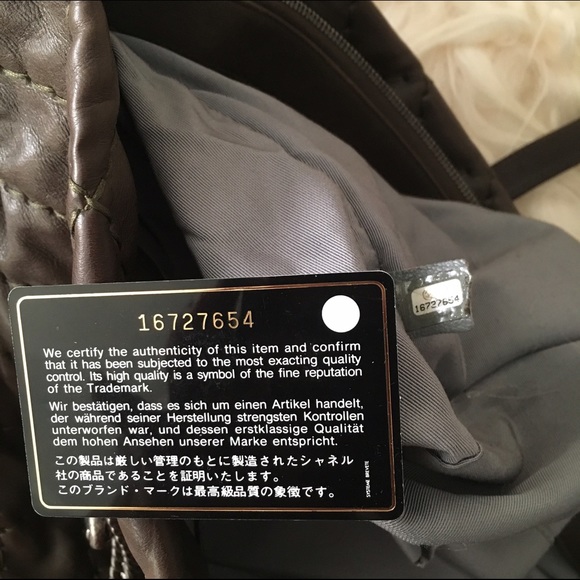 16727654
We certify the authenticity of this item and confirm
that it has been subjected to the most exacting quality
control. Its high quality is a symbol of the fine reputation
of the Trademark.
Wir bestätigen, dass es sich um einen Artikel handelt,
der während seiner Herstellung strengsten Kontrollen
unterworfen war, und dessen erstklassige Qualität
dem hohen Ansehen unserer Marke entspricht.
この製品は厳しい管理のもとに製造されたシャネル
社の商品であることを証明いたします。
このブランド・マークは最高級品質の象徴です。
SYSTEME BREVETE
16727654